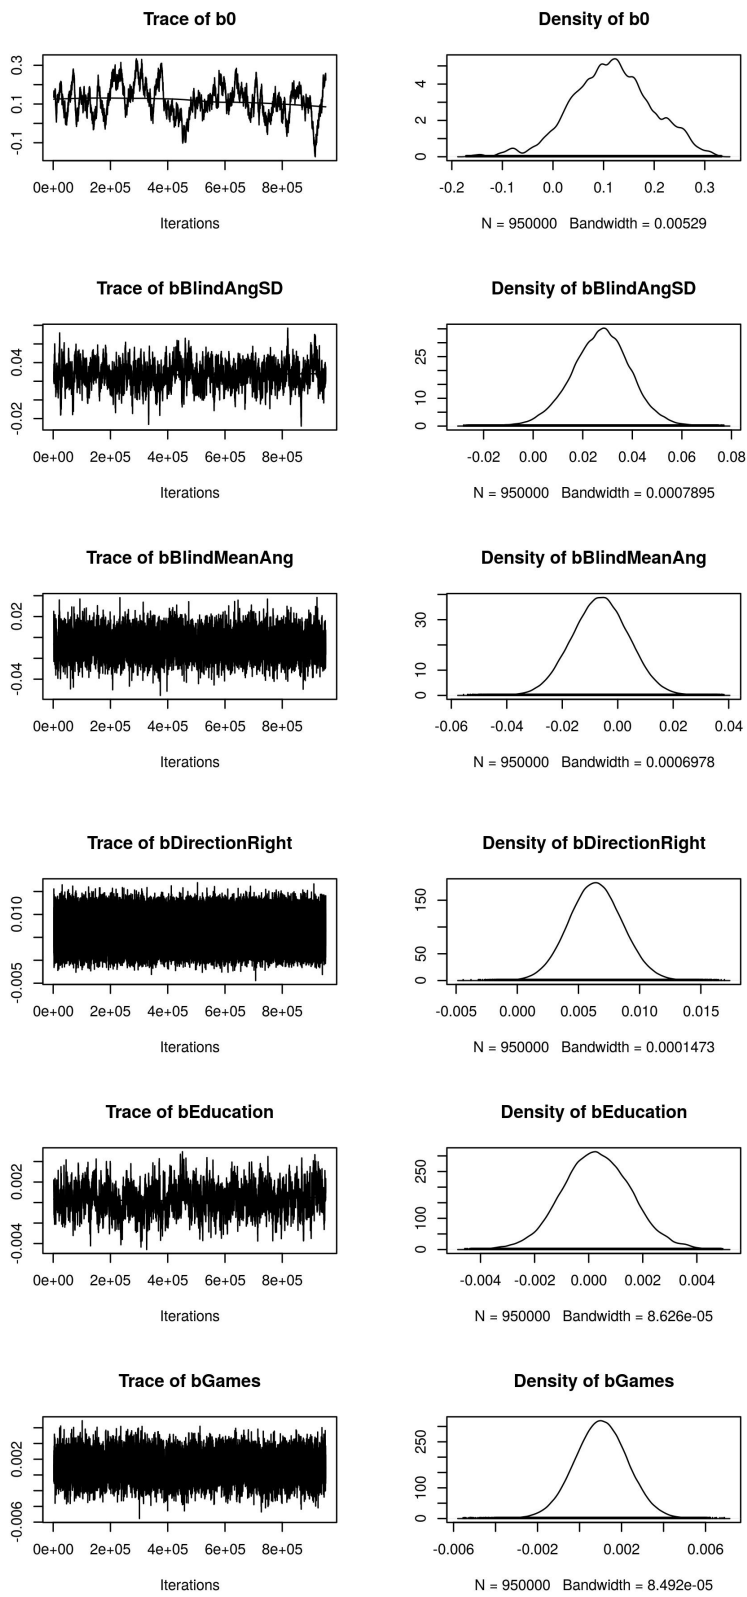 Trace of b0
Density of b0
0.3
0.1
-0.1
4
2
0
0e+00 2e+05 4e+05 6e+05 8e+05
-0.2 -0.1 0.0 0.1 0.2 0.3
Iterations
N = 950000 Bandwidth = 0.00529
Trace of bBlindAngSD
Density of bBlindAngSD
0.04
-0.02
25
10
0
0e+00 2e+05 4e+05 6e+05 8e+05
-0.02 0.00 0.02 0.04 0.06 0.08
Iterations
N = 950000 Bandwidth = 0.0007895
Trace of bBlindMeanAng
Density of bBlindMeanAng
0.02
-0.04
30
10
0
0e+00 2e+05 4e+05 6e+05 8e+05
-0.06 -0.04 -0.02 0.00 0.02 0.04
Iterations
N = 950000 Bandwidth = 0.0006978
Trace of bDirectionRight
Density of bDirectionRight
0.010
-0.005
150
50
0
0e+00 2e+05 4e+05 6e+05 8e+05
-0.005 0.000 0.005 0.010 0.015
Iterations
N = 950000 Bandwidth = 0.0001473
Trace of bEducation
Density of bEducation
0.002
-0.004
250
100
0
0e+00 2e+05 4e+05 6e+05 8e+05
-0.004 -0.002 0.000 0.002 0.004
Iterations
N = 950000 Bandwidth = 8.626e-05
Trace of bGames
Density of bGames
0.002
-0.006
250
100
0
0e+00 2e+05 4e+05 6e+05 8e+05
-0.006 -0.002 0.002 0.006
Iterations
N = 950000 Bandwidth = 8.492e-05